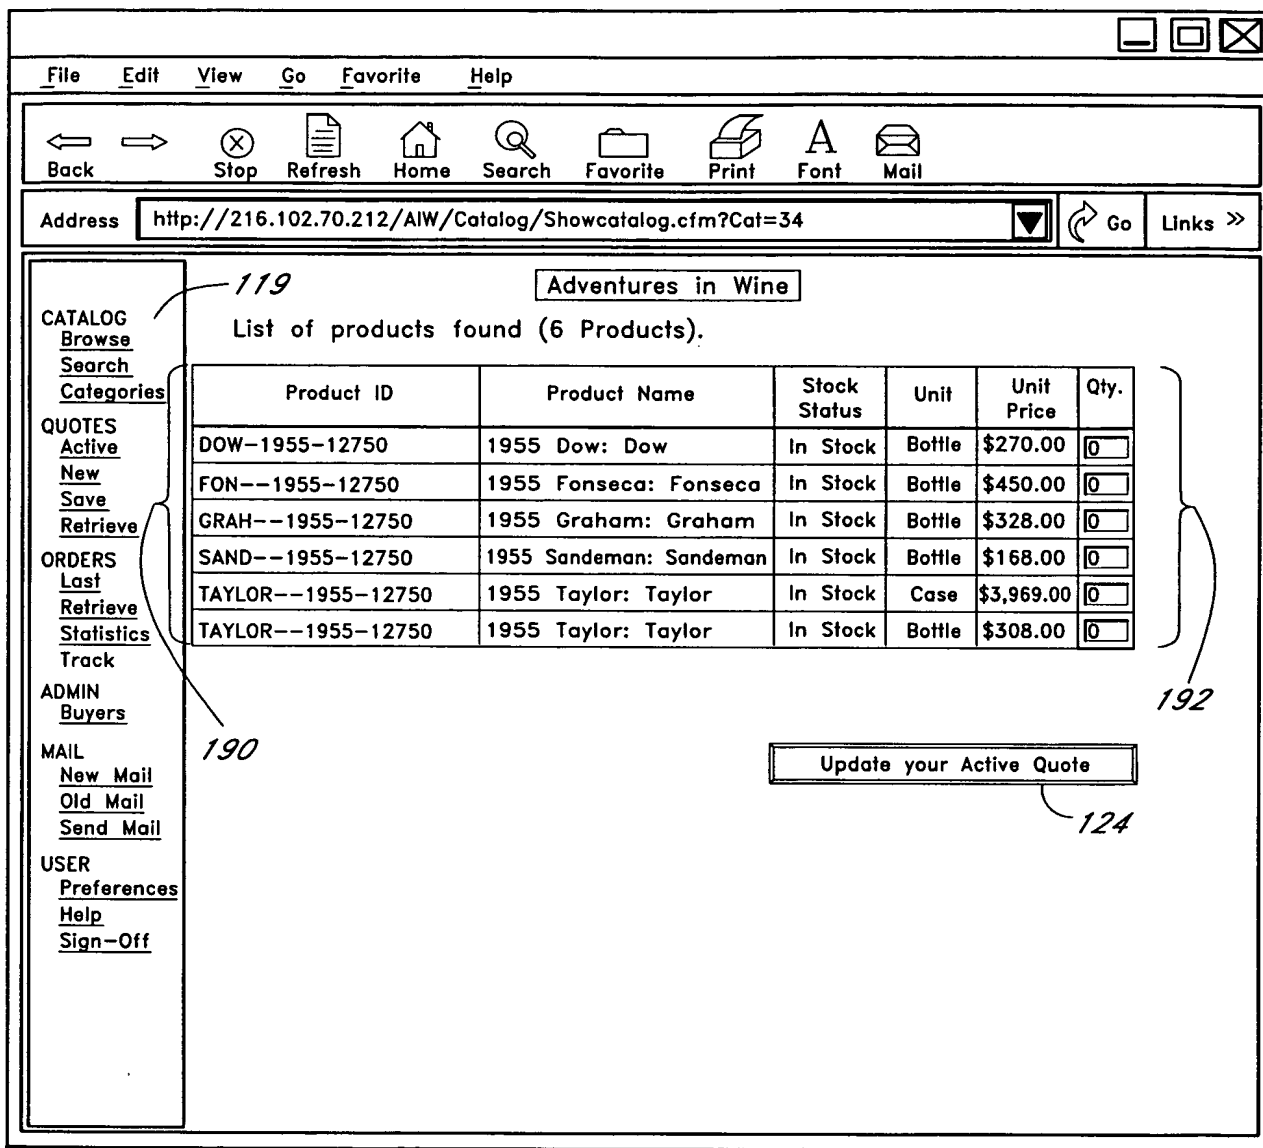 File Edit View Go Favorite Help
Back Stop Refresh Home Search Favorite Print A Font Mail
Address http://216.102.70.212/AIW/Catalog/Showcatalog.cfm?Cat=34 Go Links >>
119
CATALOG
Browse
Search
Categories
QUOTES
Active
New
Save
Retrieve
ORDERS
Last
Retrieve
Statistics
Track
ADMIN
Buyers
MAIL
New Mail
Old Mail
Send Mail
USER
Preferences
Help
Sign-Off
Adventures in Wine
List of products found (6 Products).
Product ID Product Name Stock Status Unit Unit Price Qty.
DOW-1955-12750 1955 Dow: Dow In Stock Bottle $270.00 0
FON--1955-12750 1955 Fonseca: Fonseca In Stock Bottle $450.00 0
GRAH--1955-12750 1955 Graham: Graham In Stock Bottle $328.00 0
SAND--1955-12750 1955 Sandeman: Sandeman In Stock Bottle $168.00 0
TAYLOR--1955-12750 1955 Taylor: Taylor In Stock Case $3,969.00 0
TAYLOR--1955-12750 1955 Taylor: Taylor In Stock Bottle $308.00 0
192
190
Update your Active Quote
124